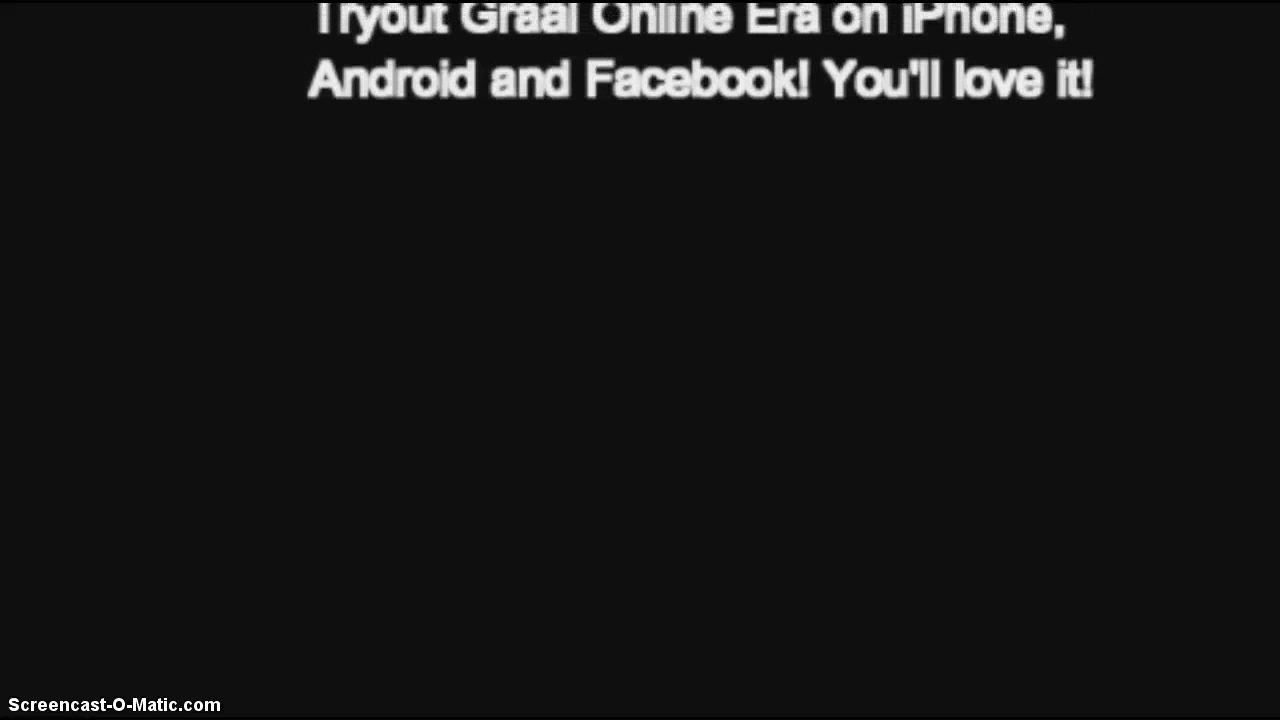 Tryout Graal Online Era on iPhone,
Android and Facebook! You'll love it!
Screencast-O-Matic.com